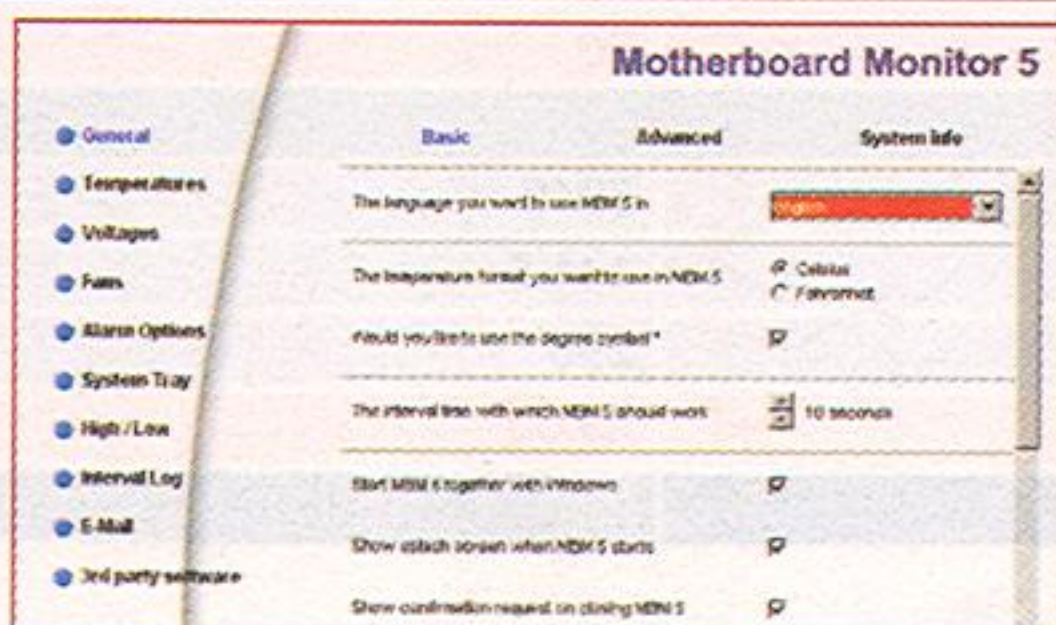 Motherboard Monitor 5
General
Temperatures
Voltages
Fans
Alarm Options
System Tray
High / Low
Interval Log
E-Mail
3rd party software
Basic Advanced System Info
The language you want to use MBM 5 in English
The temperature format you want to use in MBM 5 Celsius
Fahrenheit
Would you like to use the degree symbol °
The interval time with which MBM 5 should work 10 seconds
Start MBM 5 together with Windows
Show splash screen when MBM 5 starts
Show confirmation request on closing MBM 5